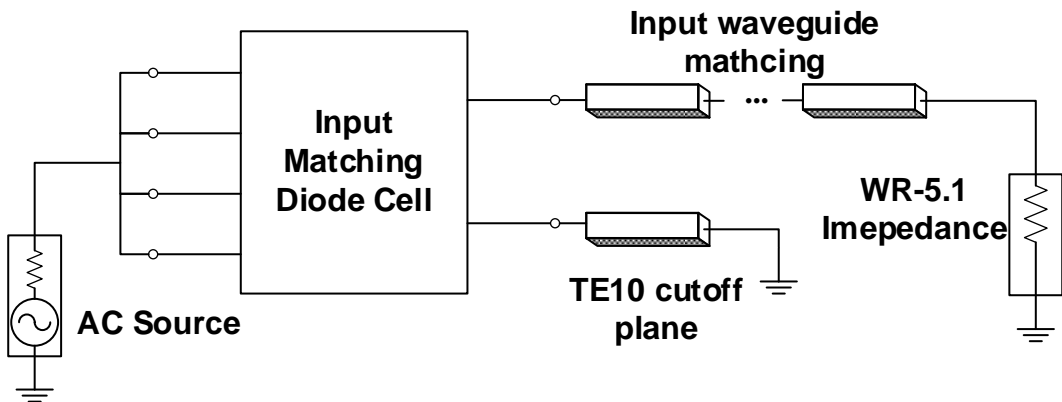 Input waveguide
mathcing
Input
Matching
Diode Cell
WR-5.1
Imepedance
TE10 cutoff
plane
AC Source